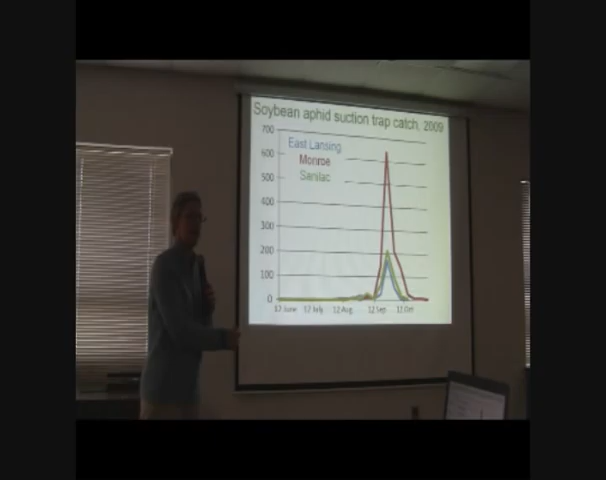 Soybean aphid suction trap catch, 2009
700
600
500
400
300
200
100
0
East Lansing
Monroe
Sanilac
12 June 12 July 12 Aug 12 Sep 12 Oct